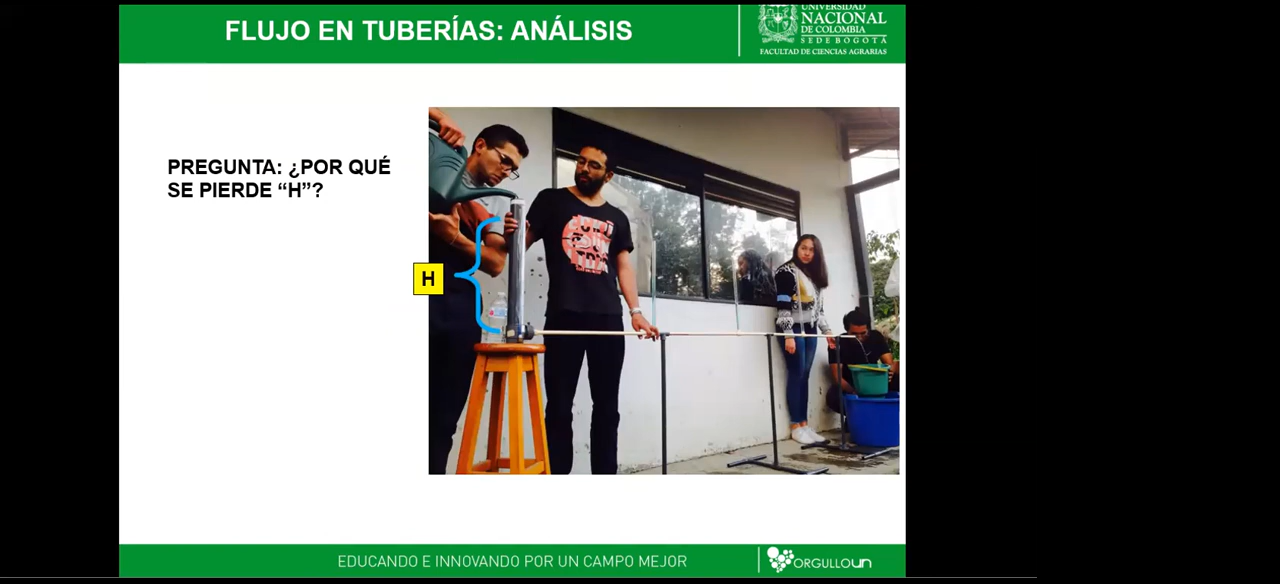 FLUJO EN TUBERÍAS: ANÁLISIS
UNIVERSIDAD
NACIONAL
DE COLOMBIA
SEDE BOGOTÁ
FACULTAD DE CIENCIAS AGRARIAS
PREGUNTA: ¿POR QUÉ
SE PIERDE “H”?
H
EDUCANDO E INNOVANDO POR UN CAMPO MEJOR
ORGULLOUN